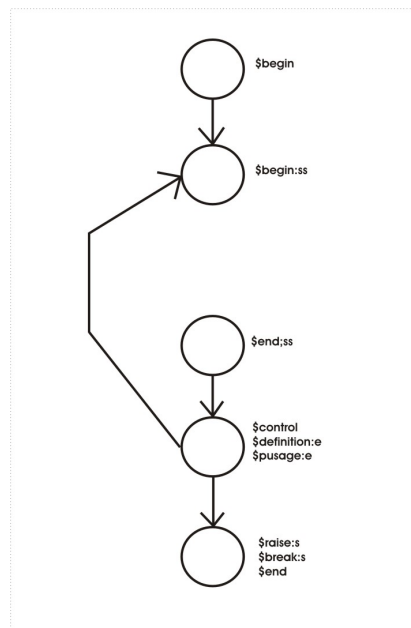 $begin
$begin:ss
$end;ss
$control
$definition:e
$pusage:e
$raise:s
$break:s
$end